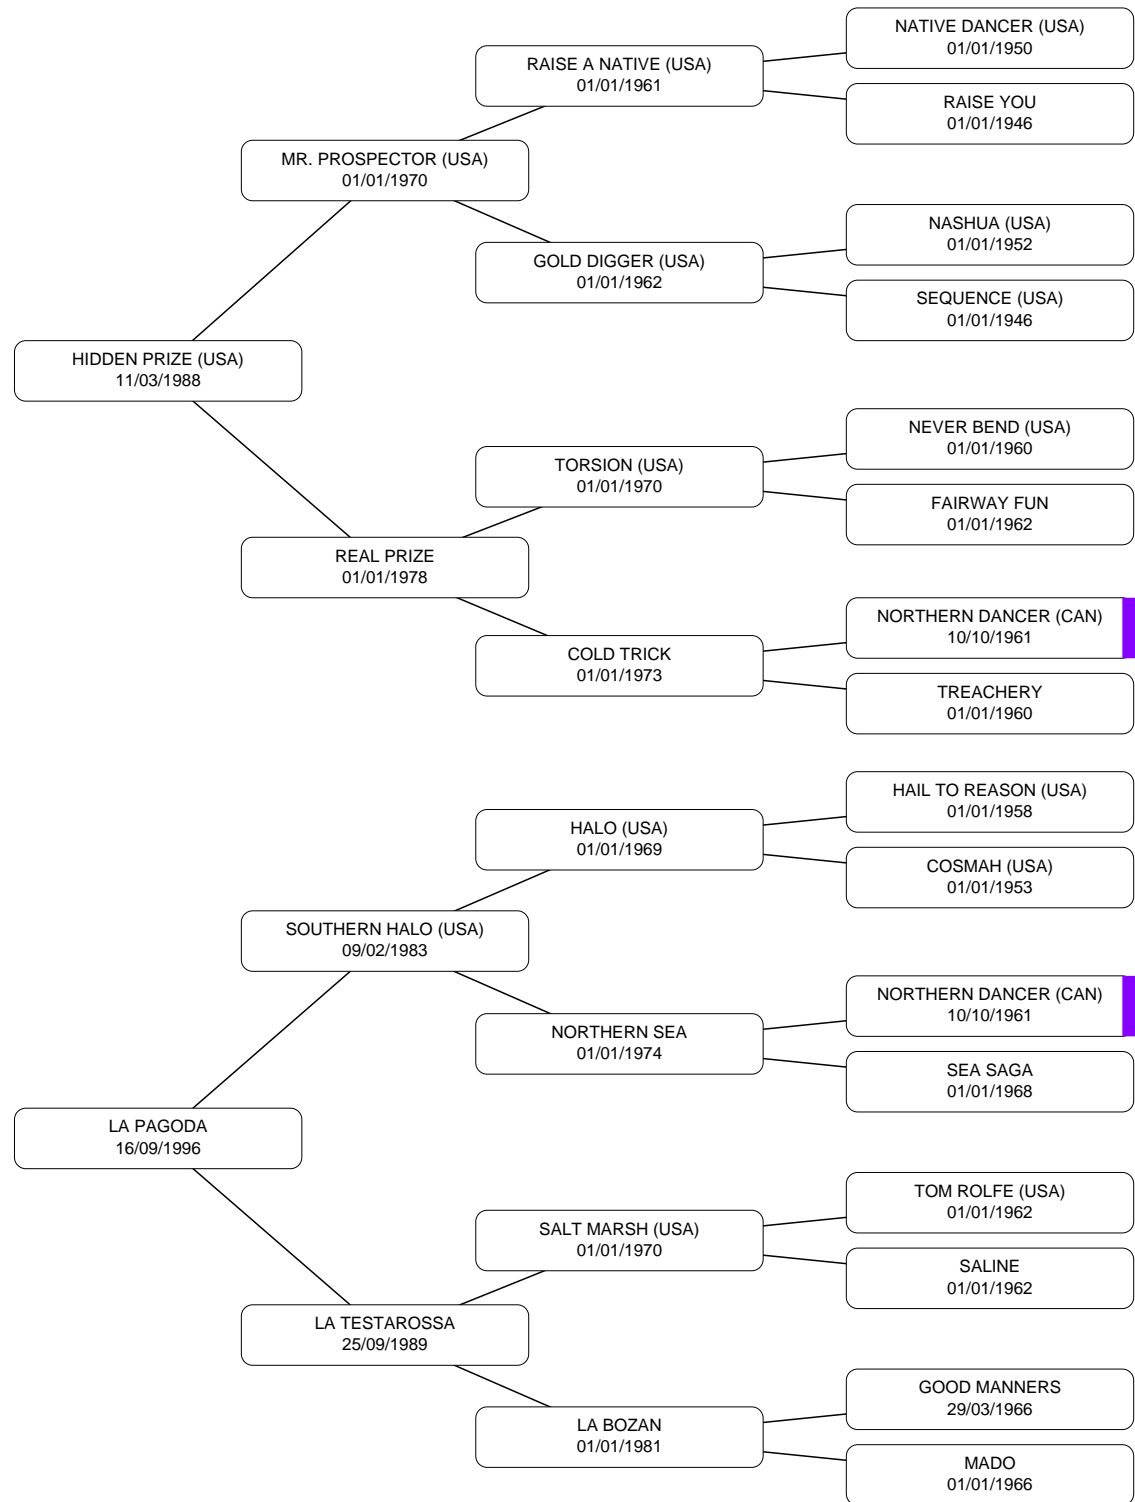 NATIVE DANCER (USA)
01/01/1950
RAISE A NATIVE (USA)
01/01/1961
RAISE YOU
01/01/1946
MR. PROSPECTOR (USA)
01/01/1970
NASHUA (USA)
01/01/1952
GOLD DIGGER (USA)
01/01/1962
SEQUENCE (USA)
01/01/1946
HIDDEN PRIZE (USA)
11/03/1988
NEVER BEND (USA)
01/01/1960
TORSION (USA)
01/01/1970
FAIRWAY FUN
01/01/1962
REAL PRIZE
01/01/1978
NORTHERN DANCER (CAN)
10/10/1961
COLD TRICK
01/01/1973
TREACHERY
01/01/1960
HAIL TO REASON (USA)
01/01/1958
HALO (USA)
01/01/1969
COSMAH (USA)
01/01/1953
SOUTHERN HALO (USA)
09/02/1983
NORTHERN DANCER (CAN)
10/10/1961
NORTHERN SEA
01/01/1974
SEA SAGA
01/01/1968
LA PAGODA
16/09/1996
TOM ROLFE (USA)
01/01/1962
SALT MARSH (USA)
01/01/1970
SALINE
01/01/1962
LA TESTAROSSA
25/09/1989
GOOD MANNERS
29/03/1966
LA BOZAN
01/01/1981
MADO
01/01/1966